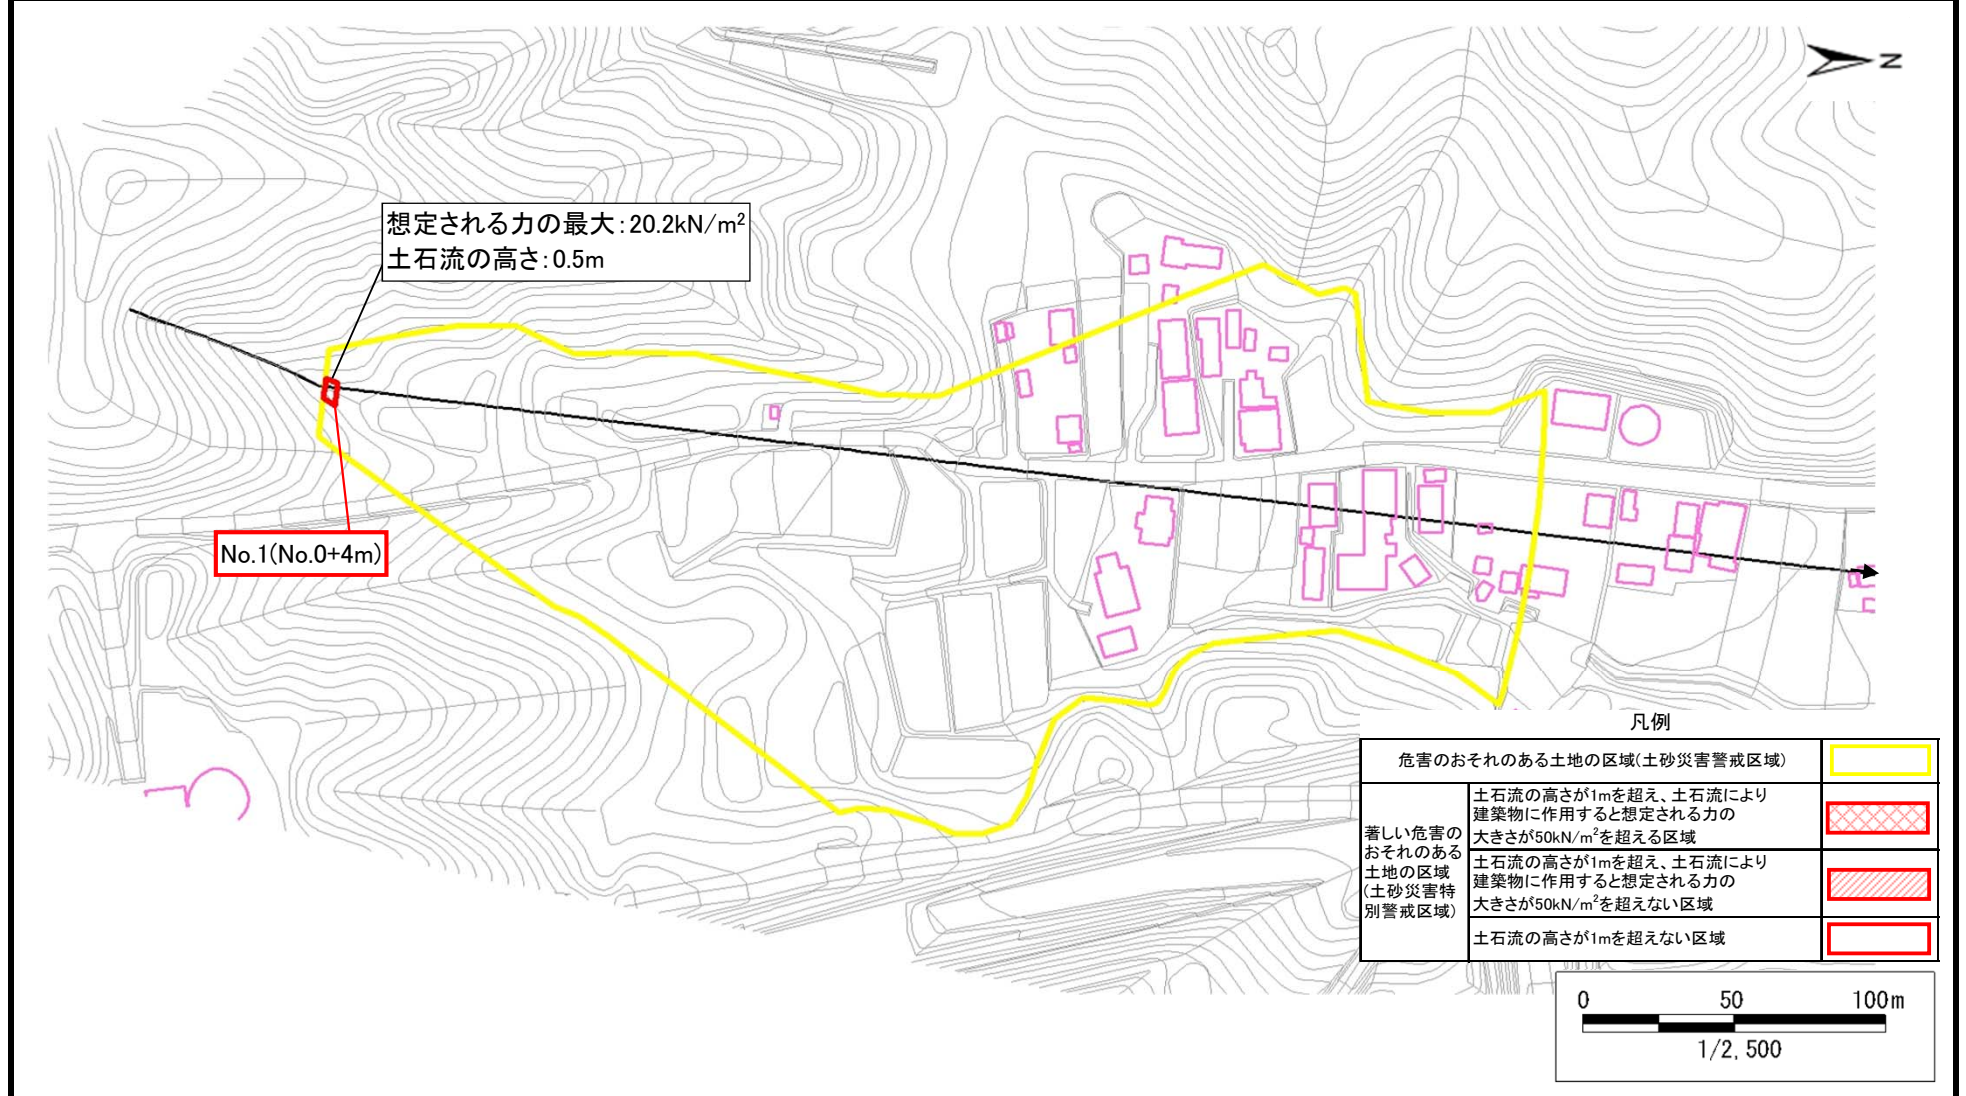 N
想定される力の最大:20.2kN/m²
土石流の高さ:0.5m
No.1(No.0+4m)
凡例
危害のおそれのある土地の区域(土砂災害警戒区域)
著しい危害の
おそれのある
土地の区域
(土砂災害特
別警戒区域)
土石流の高さが1mを超え、土石流により
建築物に作用すると想定される力の
大きさが50kN/m²を超える区域
土石流の高さが1mを超え、土石流により
建築物に作用すると想定される力の
大きさが50kN/m²を超えない区域
土石流の高さが1mを超えない区域
0 50 100m
1/2,500